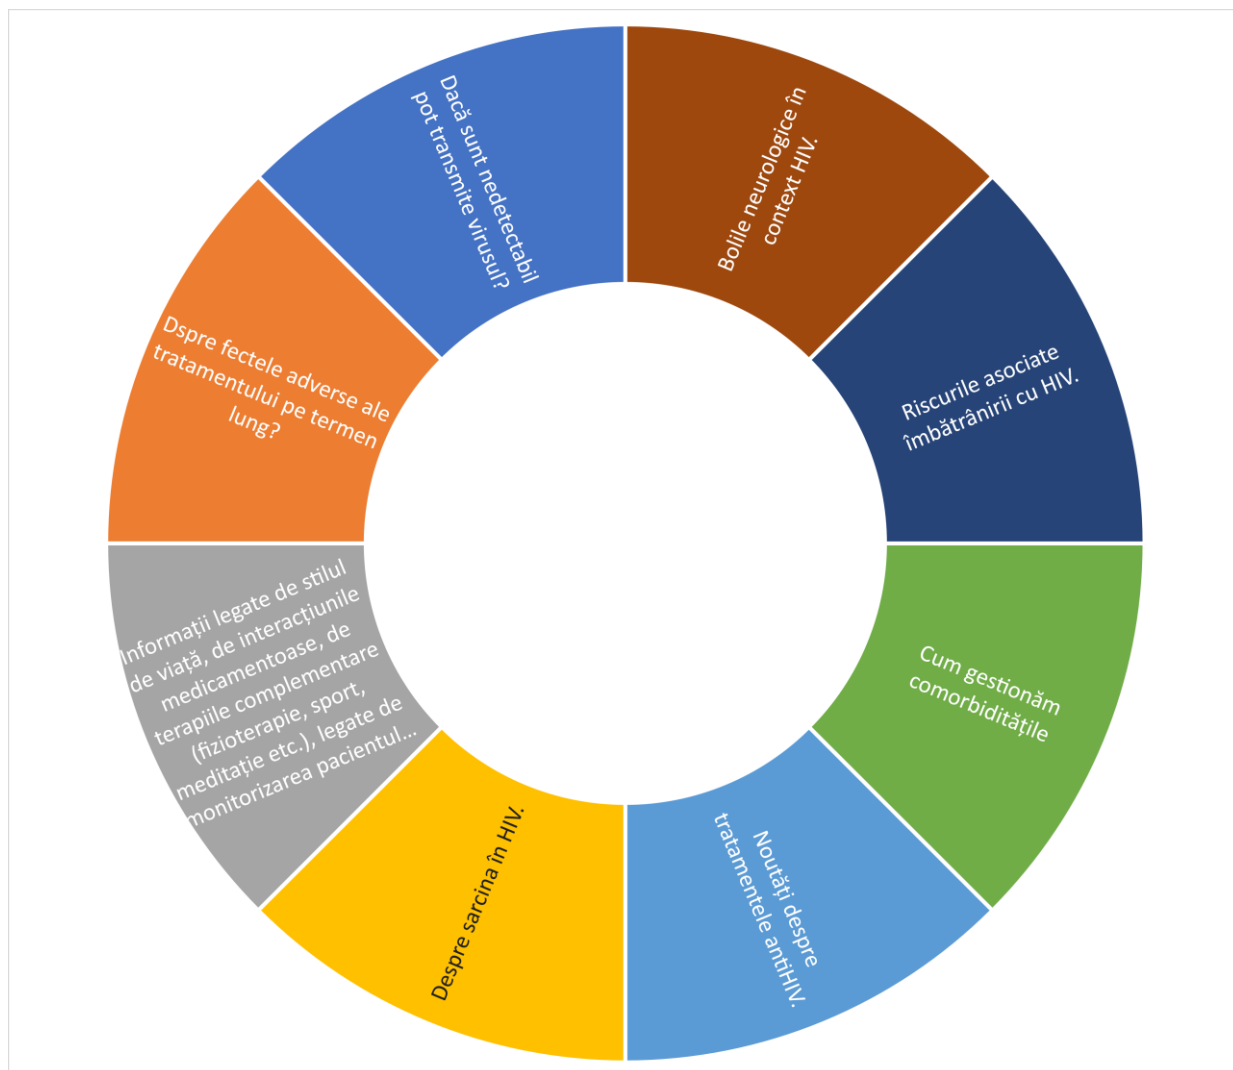 Bolile neurologice în
context HIV.
Riscurile asociate
îmbătrânirii cu HIV.
Cum gestionăm
comorbiditățile
Noutăți despre
tratamentele antiHIV.
Despre sarcina în HIV.
Informații legate de stilul
de viață, de interacțiunile
medicamentoase, de
terapiile complementare
(fizioterapie, sport,
meditație etc.), legate de
monitorizarea pacientul...
Dspre fectele adverse ale
tratamentului pe termen
lung?
Dacă sunt nedetectabil
pot transmite virusul?